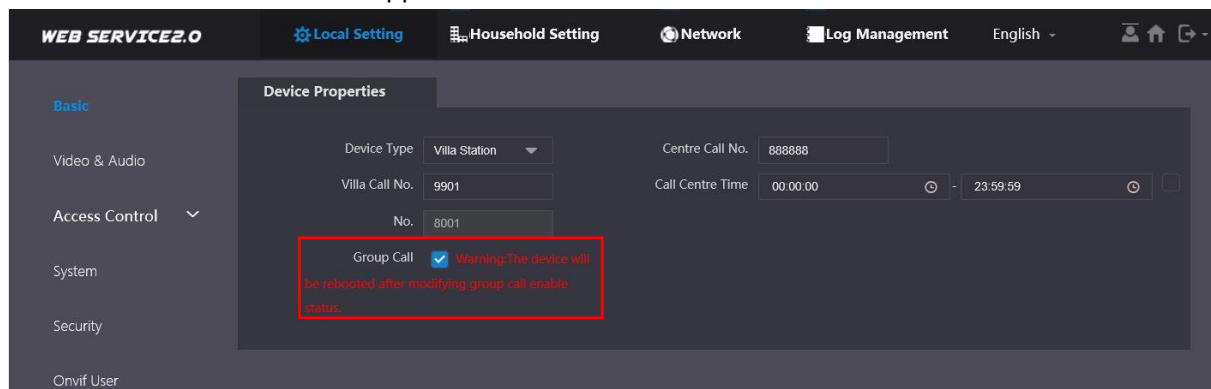 app
WEB SERVICE2.0
Local Setting
Household Setting
Network
Log Management
English
Basic
Video & Audio
Access Control
System
Security
Onvif User
Device Properties
Device Type Villa Station
Centre Call No. 888888
Villa Call No. 9901
Call Centre Time 00:00:00 - 23:59:59
No. 8001
Group Call Warning:The device will
be rebooted after modifying group call enable
status.